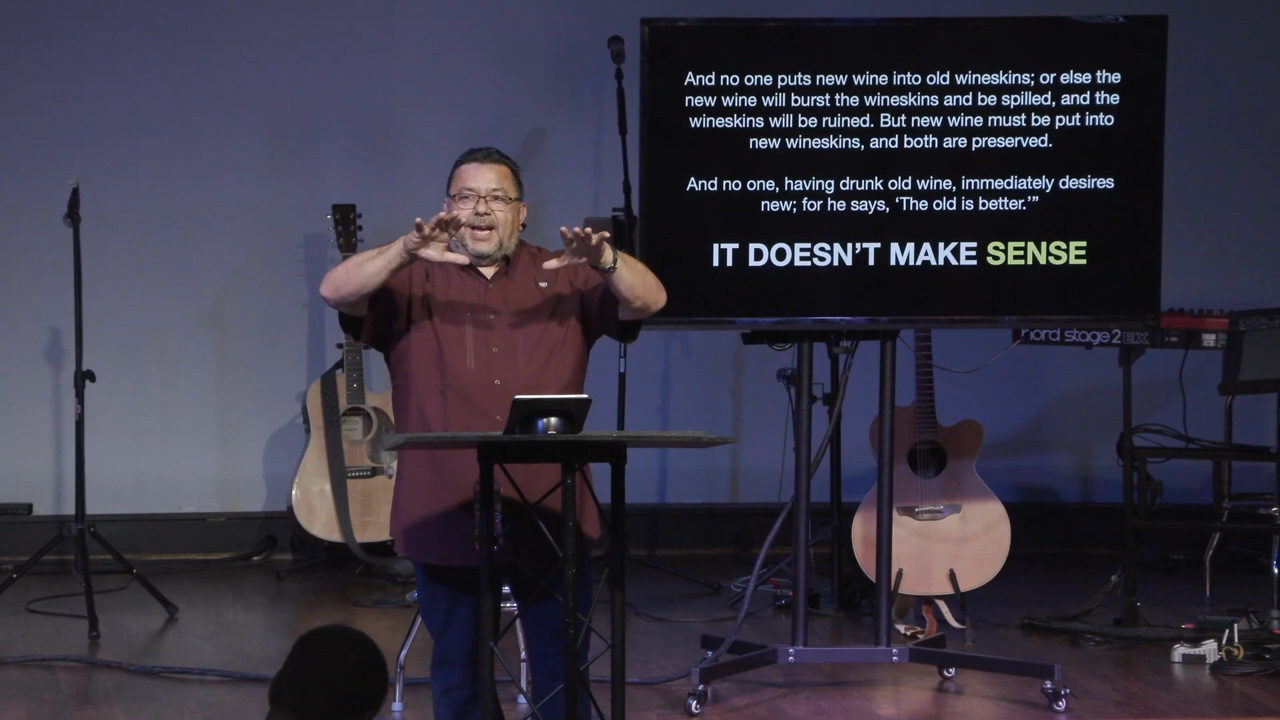 And no one puts new wine into old wineskins; or else the
new wine will burst the wineskins and be spilled, and the
wineskins will be ruined. But new wine must be put into
new wineskins, and both are preserved.
And no one, having drunk old wine, immediately desires
new; for he says, ‘The old is better.’”
IT DOESN’T MAKE SENSE
nord stage 2 EX